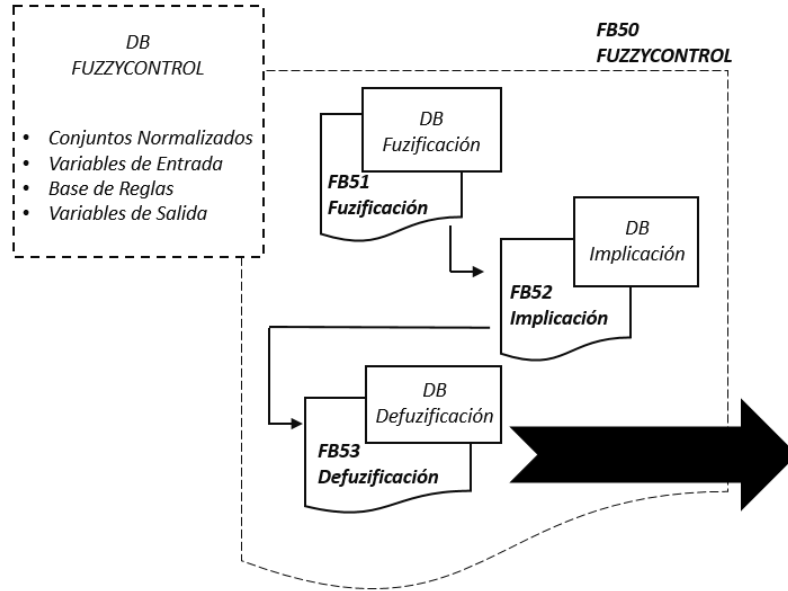 DB
FUZZYCONTROL
• Conjuntos Normalizados
• Variables de Entrada
• Base de Reglas
• Variables de Salida
FB50
FUZZYCONTROL
DB
Fuzificación
FB51
Fuzificación
DB
Implicación
FB52
Implicación
DB
Defuzificación
FB53
Defuzificación